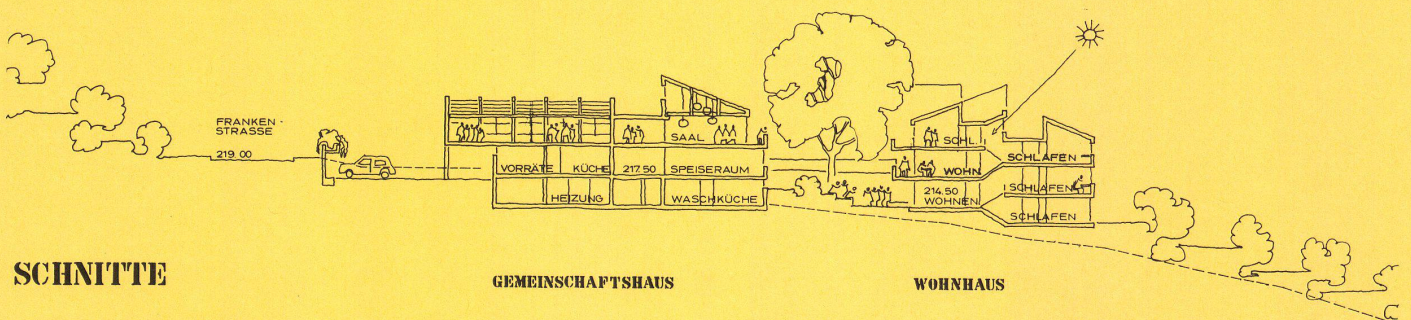 FRANKEN-
STRASSE
219.00
SAAL
VORRÄTE KÜCHE 217.50 SPEISERAUM
HEIZUNG WASCHKÜCHE
SCHL.
SCHLAFEN
WOHN
SCHLAFEN
214.50
WOHNEN
SCHLAFEN
SCHNITTE
GEMEINSCHAFTSHAUS
WOHNHAUS